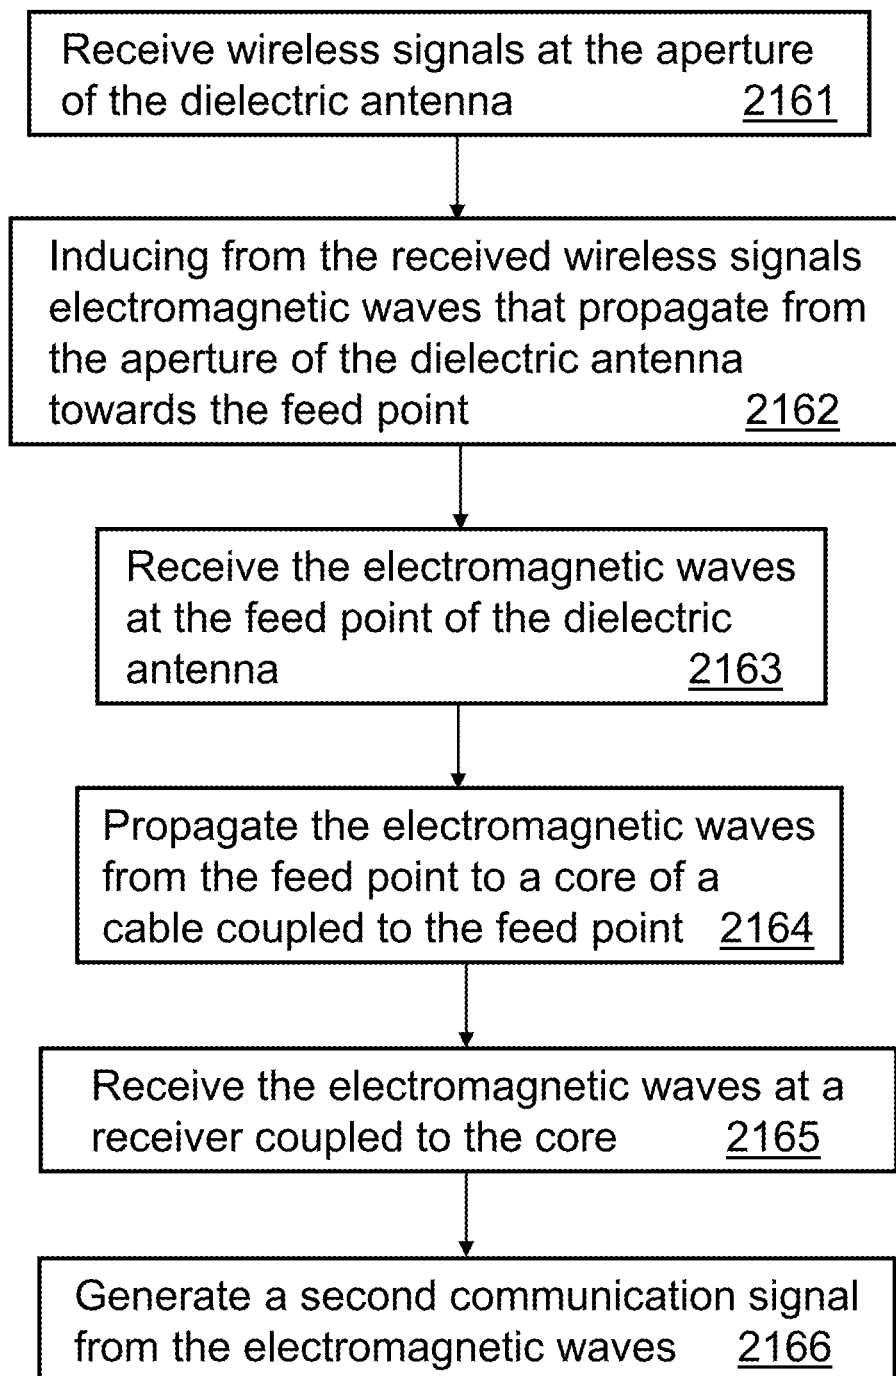 Receive wireless signals at the aperture
of the dielectric antenna 2161
Inducing from the received wireless signals
electromagnetic waves that propagate from
the aperture of the dielectric antenna
towards the feed point 2162
Receive the electromagnetic waves
at the feed point of the dielectric
antenna 2163
Propagate the electromagnetic waves
from the feed point to a core of a
cable coupled to the feed point 2164
Receive the electromagnetic waves at a
receiver coupled to the core 2165
Generate a second communication signal
from the electromagnetic waves 2166